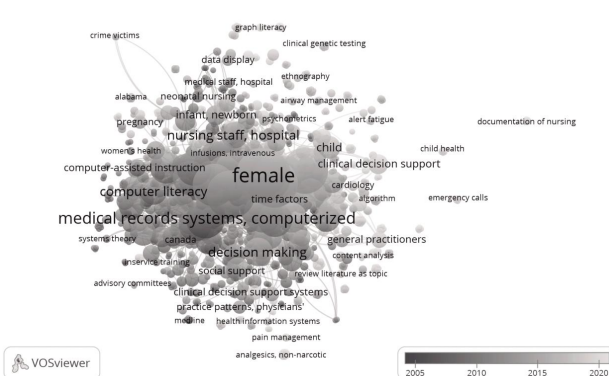 graph literacy
crime victims
clinical genetic testing
data display
ethnography
medical staff, hospital
alabama
neonatal nursing
airway management
infant, newborn
psychometrics
alert fatigue
pregnancy
documentation of nursing
nursing staff, hospital
women's health
infusions, intravenous
child
child health
computer-assisted instruction
clinical decision support
female
cardiology
computer literacy
time factors
algorithm
emergency calls
medical records systems, computerized
systems theory
canada
general practitioners
decision making
content analysis
inservice training
social support
review literature as topic
advisory committees
clinical decision support systems
practice patterns, physicians'
medline
health information systems
pain management
analgesics, non-narcotic
VOSviewer
2005 2010 2015 2020